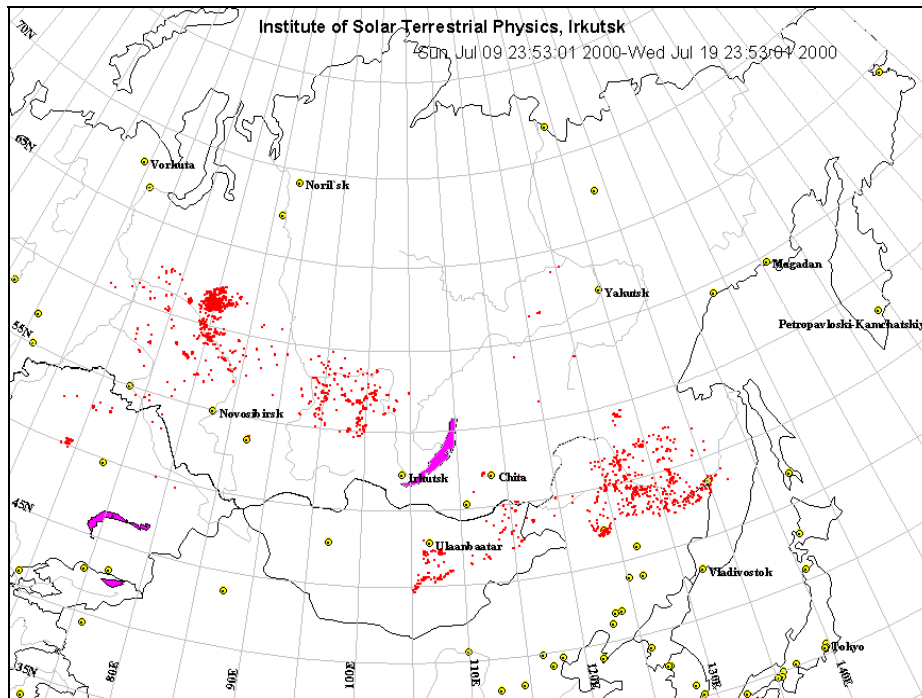 Institute of Solar Terrestrial Physics, Irkutsk
Sun Jul 09 23:53:01 2000-Wed Jul 19 23:53:01 2000
70N
65N
Vorkuta
Noril`sk
Magadan
Yakutsk
Petropavloski-Kamchatskiy
55N
Novosibirsk
Irkutsk
Chita
45N
Ulaanbaatar
Vladivostok
Tokyo
35N
80E
90E
100E
110E
120E
130E
140E